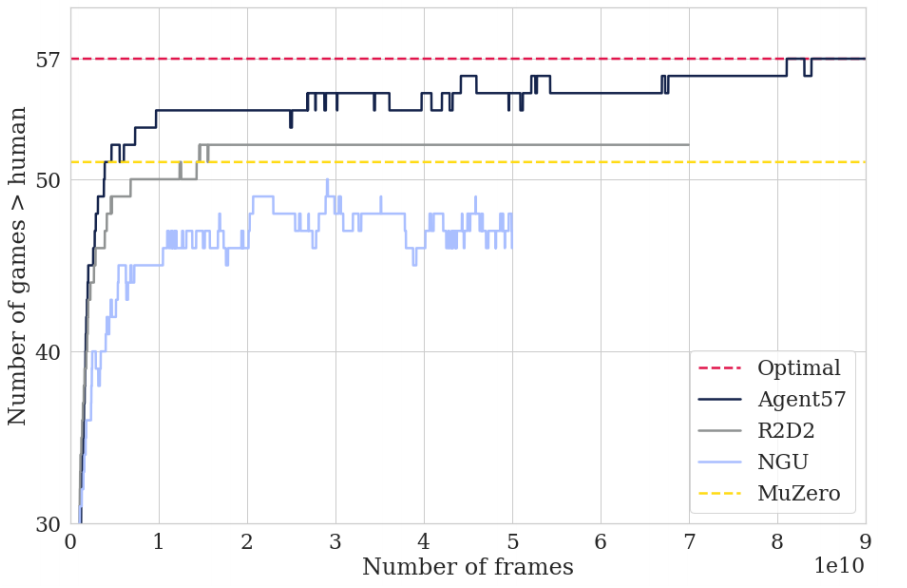 57
50
40
30
Number of games > human
0 1 2 3 4 5 6 7 8 9
1e10
Number of frames
Optimal
Agent57
R2D2
NGU
MuZero